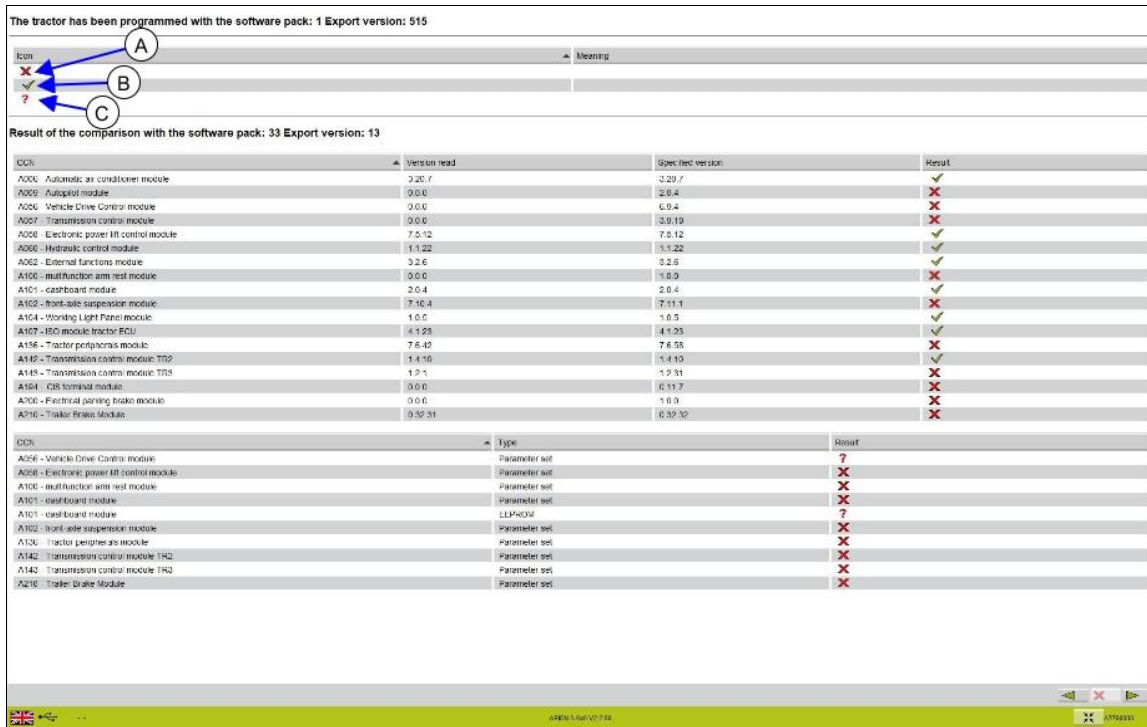 The tractor has been programmed with the software pack: 1 Export version: 515
A
Icon Meaning
B
?
C
Result of the comparison with the software pack: 33 Export version: 13
CCN Version read Specified version Result
A006 - Automatic air conditioner module 3.20.7 3.20.7
A009 - Autopilot module 0.0.0 2.0.4
A056 - Vehicle Drive Control module 0.0.0 6.9.4
A057 - Transmission control module 0.0.0 3.9.19
A058 - Electronic power lift control module 7.5.12 7.5.12
A060 - Hydraulic control module 1.1.22 1.1.22
A062 - External functions module 3.2.6 3.2.6
A100 - multifunction arm rest module 0.0.0 1.0.0
A101 - dashboard module 2.0.4 2.0.4
A102 - front-axle suspension module 7.10.4 7.11.1
A104 - Working Light Panel module 1.0.5 1.0.5
A107 - ISO module tractor ECU 4.1.23 4.1.23
A136 - Tractor peripherals module 7.6.42 7.6.58
A142 - Transmission control module TR2 1.4.10 1.4.10
A143 - Transmission control module TR3 1.2.1 1.2.31
A194 - CIS terminal module 0.0.0 0.11.7
A200 - Electrical parking brake module 0.0.0 1.0.0
A210 - Trailer Brake Module 0.32.31 0.32.32
CCN Type Result
A056 - Vehicle Drive Control module Parameter set ?
A058 - Electronic power lift control module Parameter set
A100 - multifunction arm rest module Parameter set
A101 - dashboard module Parameter set
A101 - dashboard module EEPROM ?
A102 - front-axle suspension module Parameter set
A136 - Tractor peripherals module Parameter set
A142 - Transmission control module TR2 Parameter set
A143 - Transmission control module TR3 Parameter set
A210 - Trailer Brake Module Parameter set